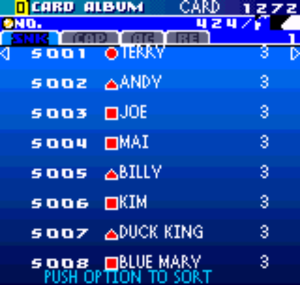 D CARD ALBUM CARD 1272
NO. 424/
SNK CAP AC RE 1
S001 TERRY 3
S002 ANDY 3
S003 JOE 3
S004 MAI 3
S005 BILLY 3
S006 KIM 3
S007 DUCK KING 3
S008 BLUE MARY 3
PUSH OPTION TO SORT